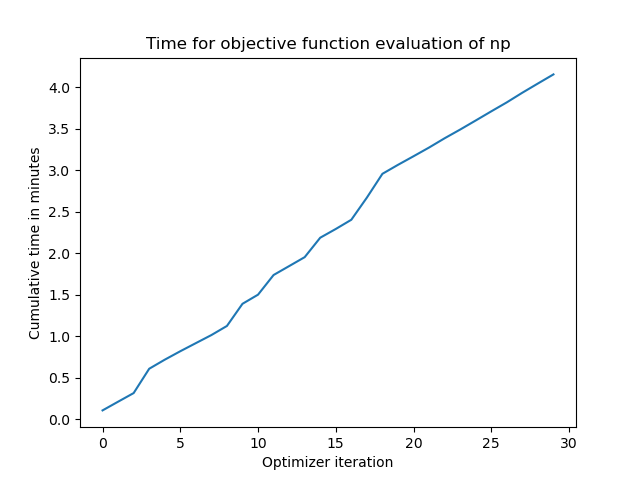 Time for objective function evaluation of np
Cumulative time in minutes
4.0
3.5
3.0
2.5
2.0
1.5
1.0
0.5
0.0
0 5 10 15 20 25 30
Optimizer iteration